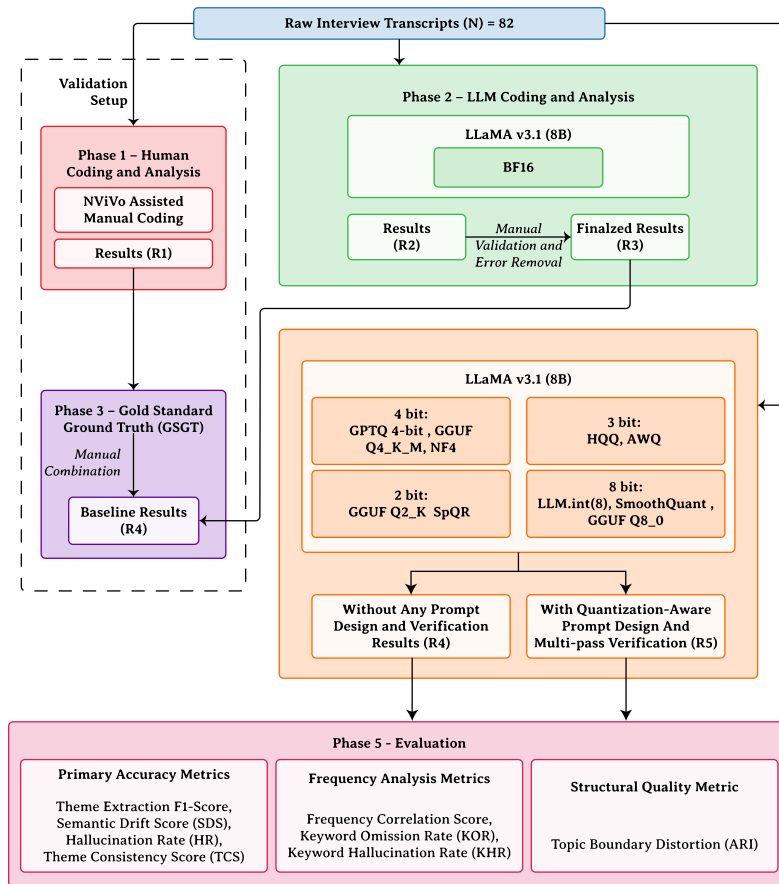 Raw Interview Transcripts (N) = 82
Validation
Setup
Phase 1 – Human
Coding and Analysis
NViVo Assisted
Manual Coding
Results (R1)
Phase 2 – LLM Coding and Analysis
LLaMA v3.1 (8B)
BF16
Results
(R2)
Manual
Validation and
Error Removal
Finalzed Results
(R3)
Phase 3 – Gold Standard
Ground Truth (GSGT)
Manual
Combination
Baseline Results
(R4)
LLaMA v3.1 (8B)
4 bit:
GPTQ 4-bit , GGUF
Q4_K_M, NF4
3 bit:
HQQ, AWQ
2 bit:
GGUF Q2_K SpQR
8 bit:
LLM.int(8), SmoothQuant ,
GGUF Q8_0
Without Any Prompt
Design and Verification
Results (R4)
With Quantization-Aware
Prompt Design And
Multi-pass Verification (R5)
Phase 5 - Evaluation
Primary Accuracy Metrics
Theme Extraction F1-Score,
Semantic Drift Score (SDS),
Hallucination Rate (HR),
Theme Consistency Score (TCS)
Frequency Analysis Metrics
Frequency Correlation Score,
Keyword Omission Rate (KOR),
Keyword Hallucination Rate (KHR)
Structural Quality Metric
Topic Boundary Distortion (ARI)